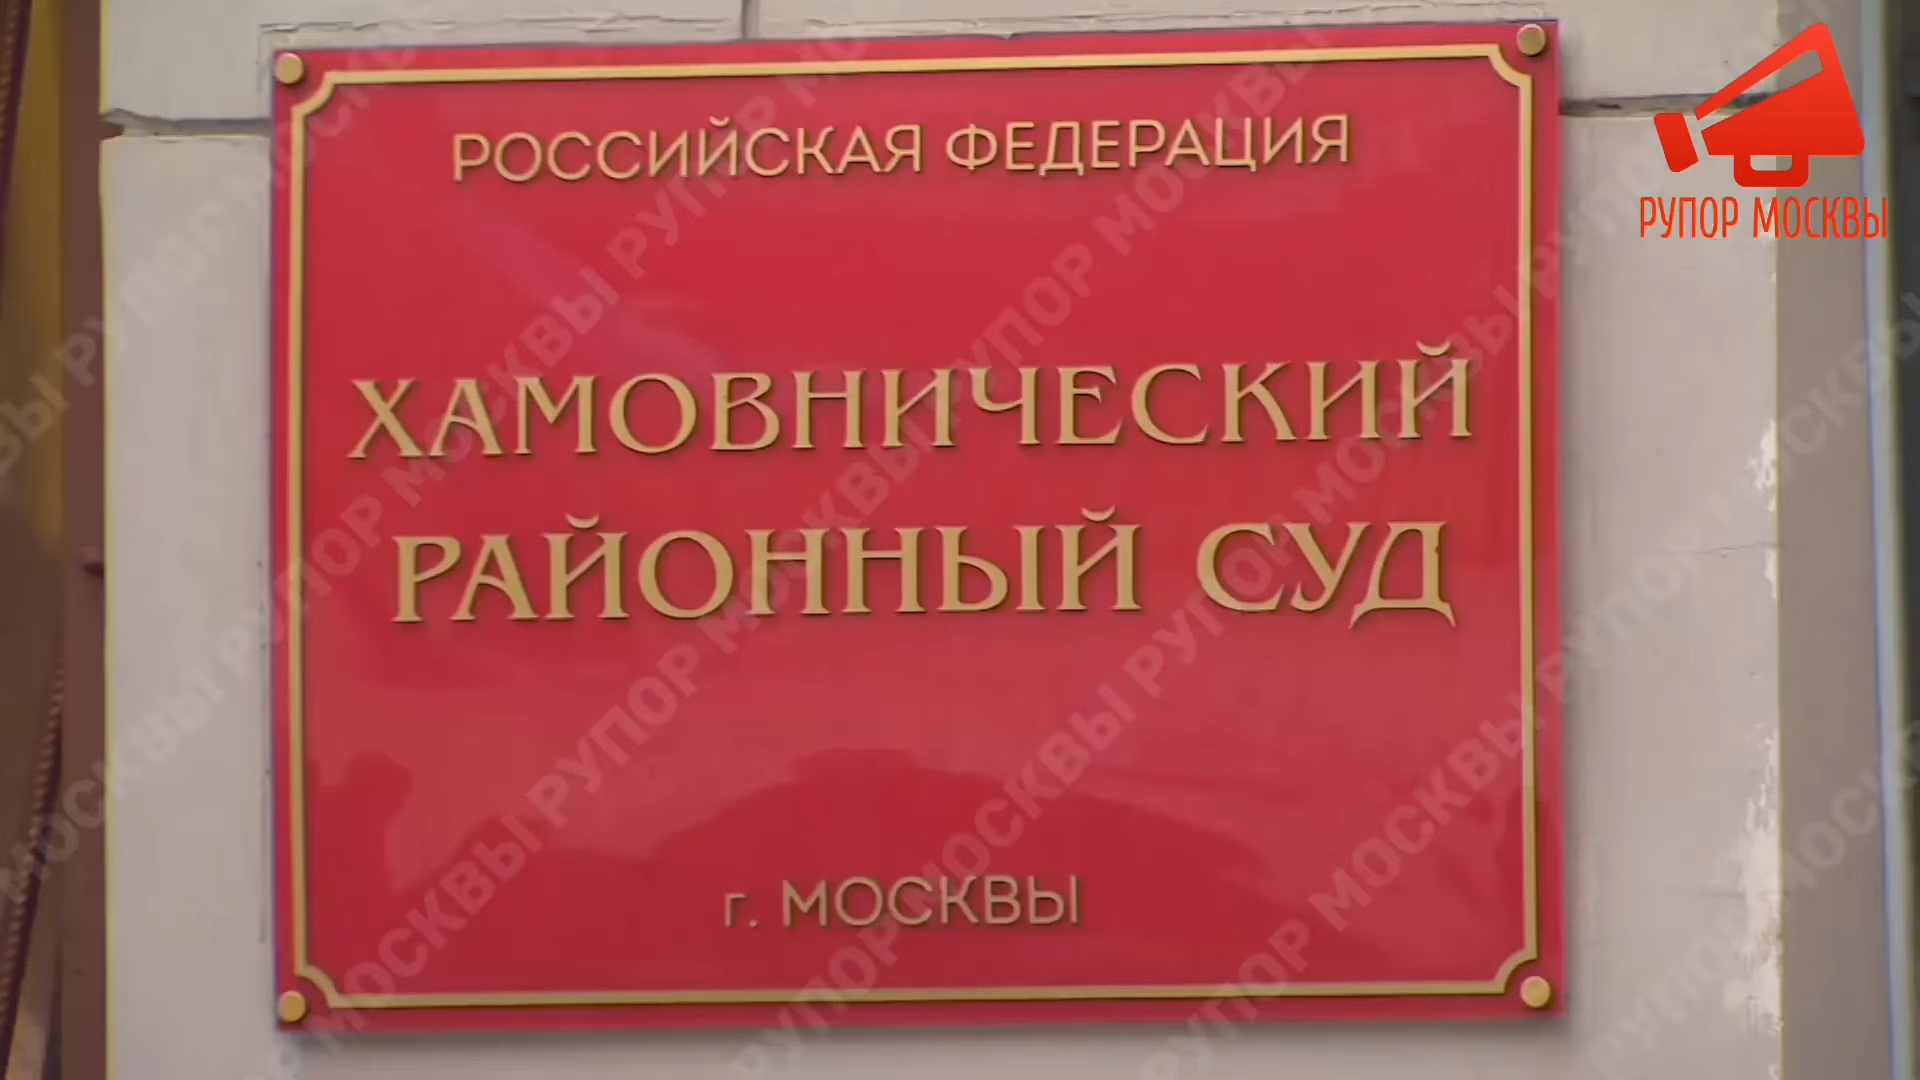 РОССИЙСКАЯ ФЕДЕРАЦИЯ
РУПОР МОСКВЫ
ХАМОВНИЧЕСКИЙ
РАЙОННЫЙ СУД
г. МОСКВЫ